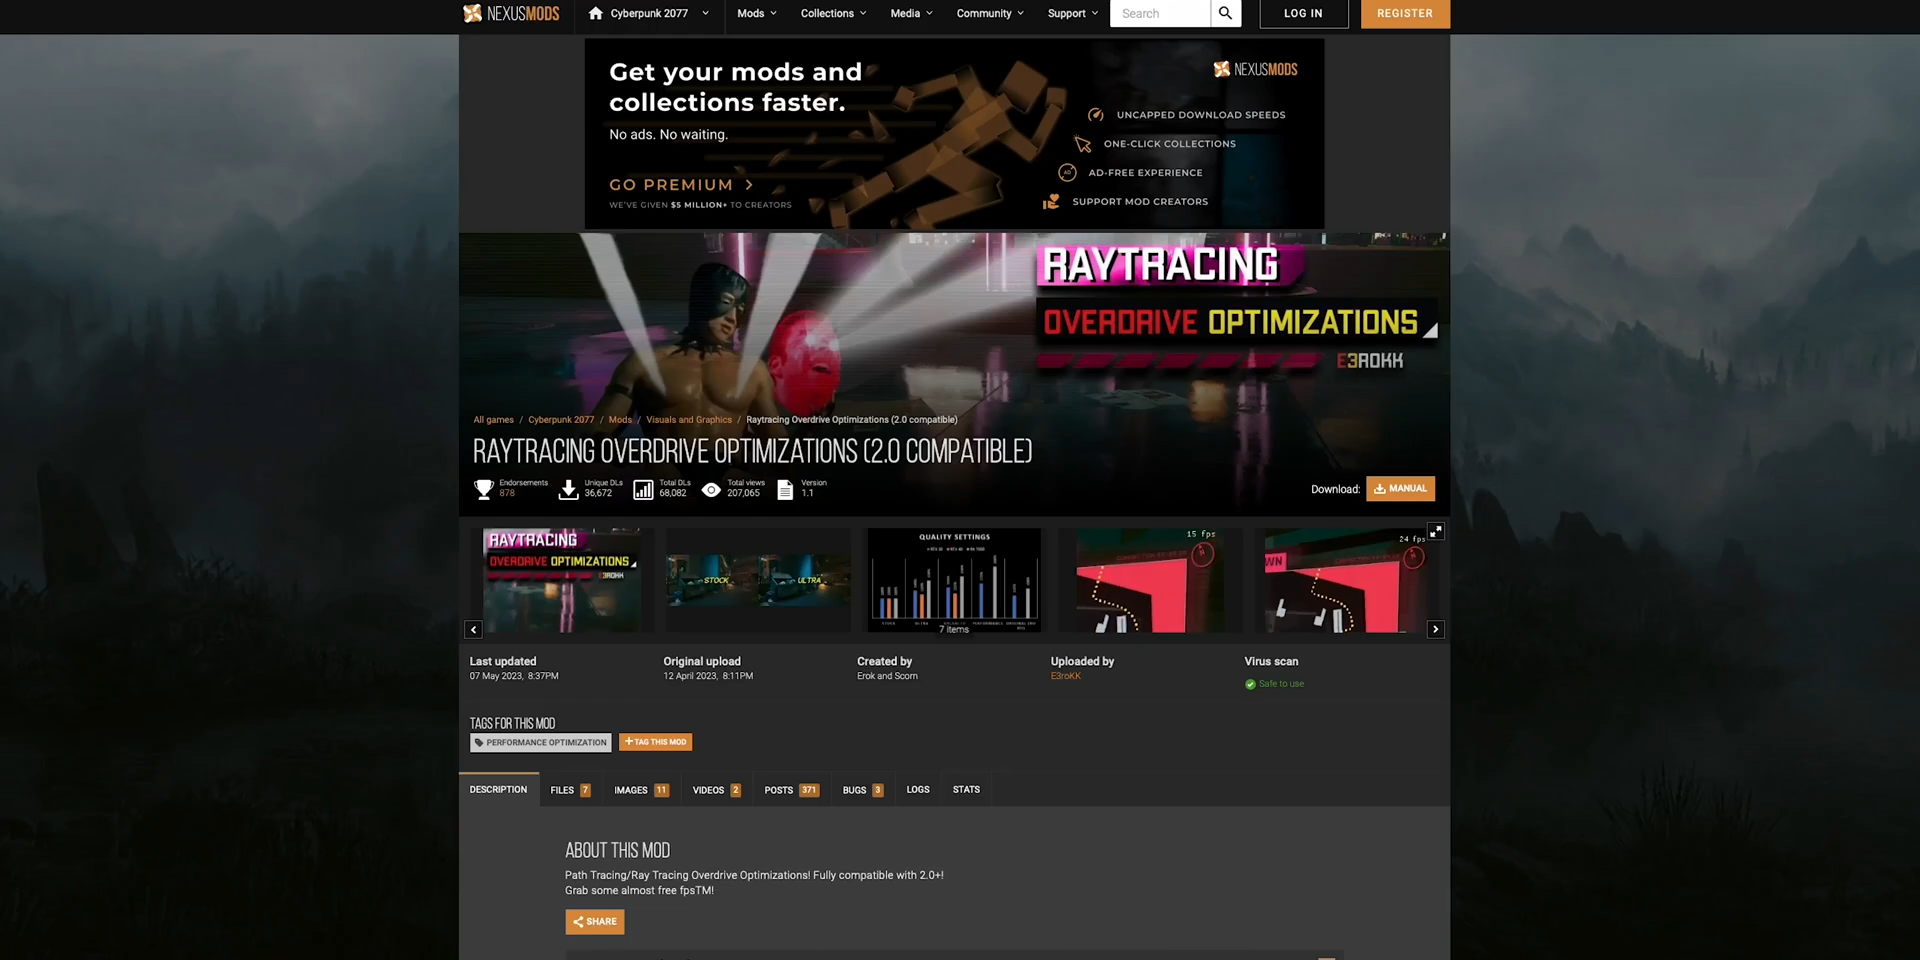 NEXUSMODS
Cyberpunk 2077
Mods
Collections
Media
Community
Support
Search
LOG IN
REGISTER
Get your mods and
collections faster.
No ads. No waiting.
GO PREMIUM
WE'VE GIVEN $5 MILLION+ TO CREATORS
NEXUSMODS
UNCAPPED DOWNLOAD SPEEDS
ONE-CLICK COLLECTIONS
AD-FREE EXPERIENCE
SUPPORT MOD CREATORS
RAYTRACING
OVERDRIVE OPTIMIZATIONS
E3ROKK
All games / Cyberpunk 2077 / Mods / Visuals and Graphics / Raytracing Overdrive Optimizations (2.0 compatible)
RAYTRACING OVERDRIVE OPTIMIZATIONS (2.0 COMPATIBLE)
Endorsements
878
Unique DLs
36,672
Total DLs
68,082
Total views
207,065
Version
1.1
Download:
MANUAL
RAYTRACING
OVERDRIVE OPTIMIZATIONS
E3ROKK
STOCK
ULTRA
QUALITY SETTINGS
7 items
15 fps
WN
24 fps
Last updated
07 May 2023, 8:37PM
Original upload
12 April 2023, 8:11PM
Created by
Erok and Scorn
Uploaded by
E3roKK
Virus scan
Safe to use
TAGS FOR THIS MOD
PERFORMANCE OPTIMIZATION
+TAG THIS MOD
DESCRIPTION
FILES 7
IMAGES 11
VIDEOS 2
POSTS 371
BUGS 3
LOGS
STATS
ABOUT THIS MOD
Path Tracing/Ray Tracing Overdrive Optimizations! Fully compatible with 2.0+!
Grab some almost free fpsTM!
SHARE